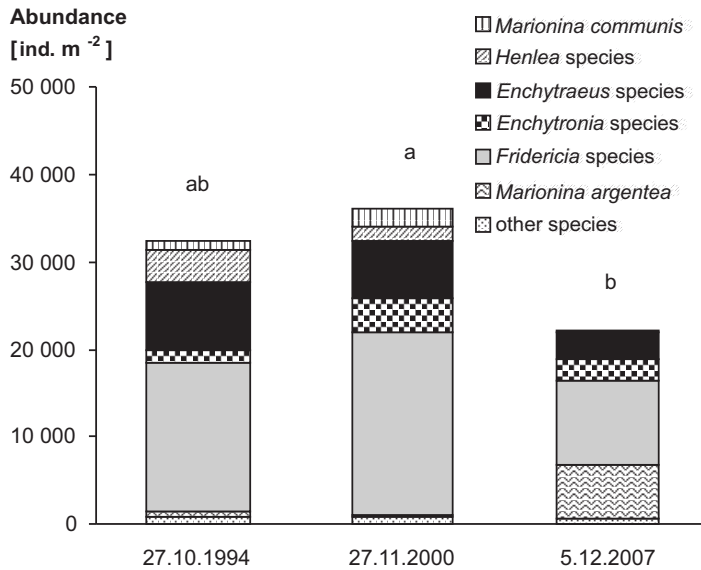 Abundance
[ind. m -2 ]
Marionina communis
Henlea species
Enchytraeus species
Enchytronia species
Fridericia species
Marionina argentea
other species
50 000
40 000
30 000
20 000
10 000
0
ab
a
b
27.10.1994
27.11.2000
5.12.2007